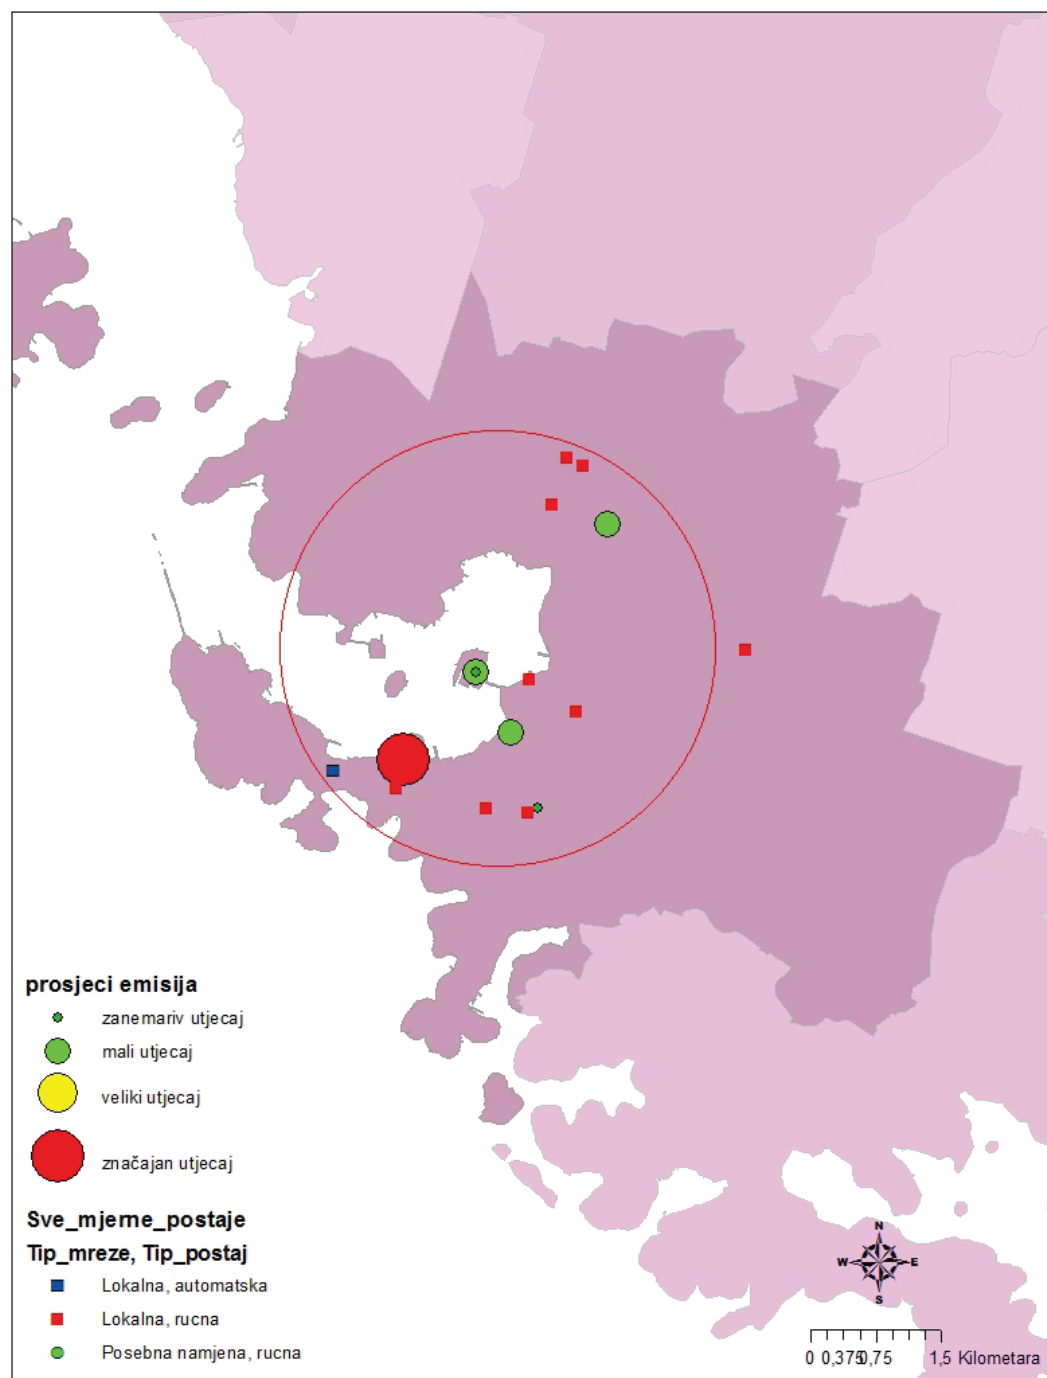 prosjeci emisija
zanemariv utjecaj
mali utjecaj
veliki utjecaj
značajan utjecaj
Sve_mjerne_postaje
Tip_mreze, Tip_postaj
Lokalna, automatska
Lokalna, rucna
Posebna namjena, rucna
N
W E
S
0 0,375 0,75 1,5 Kilometara